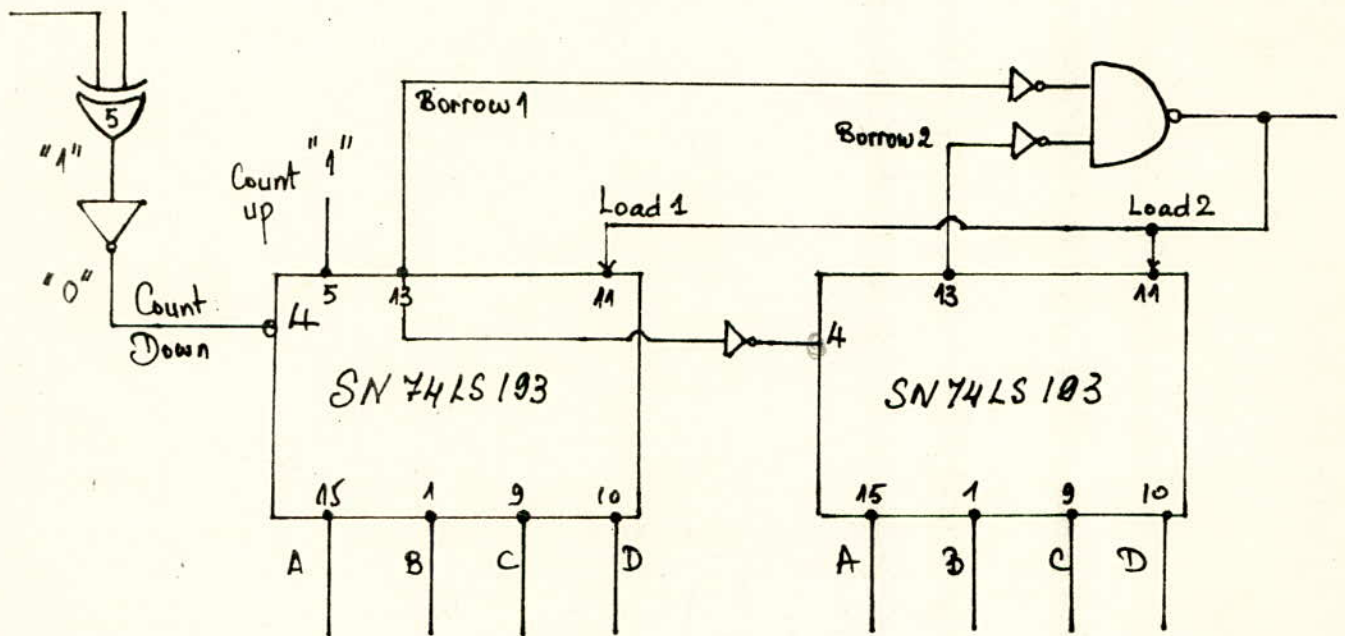 5
"1"
"0"
Count
Down
Count "1"
up
Borrow 1
Borrow 2
Load 1
Load 2
5 13 11
4
SN 74LS 193
15 1 9 10
A B C D
13 11
4
SN 74LS 193
15 1 9 10
A B C D